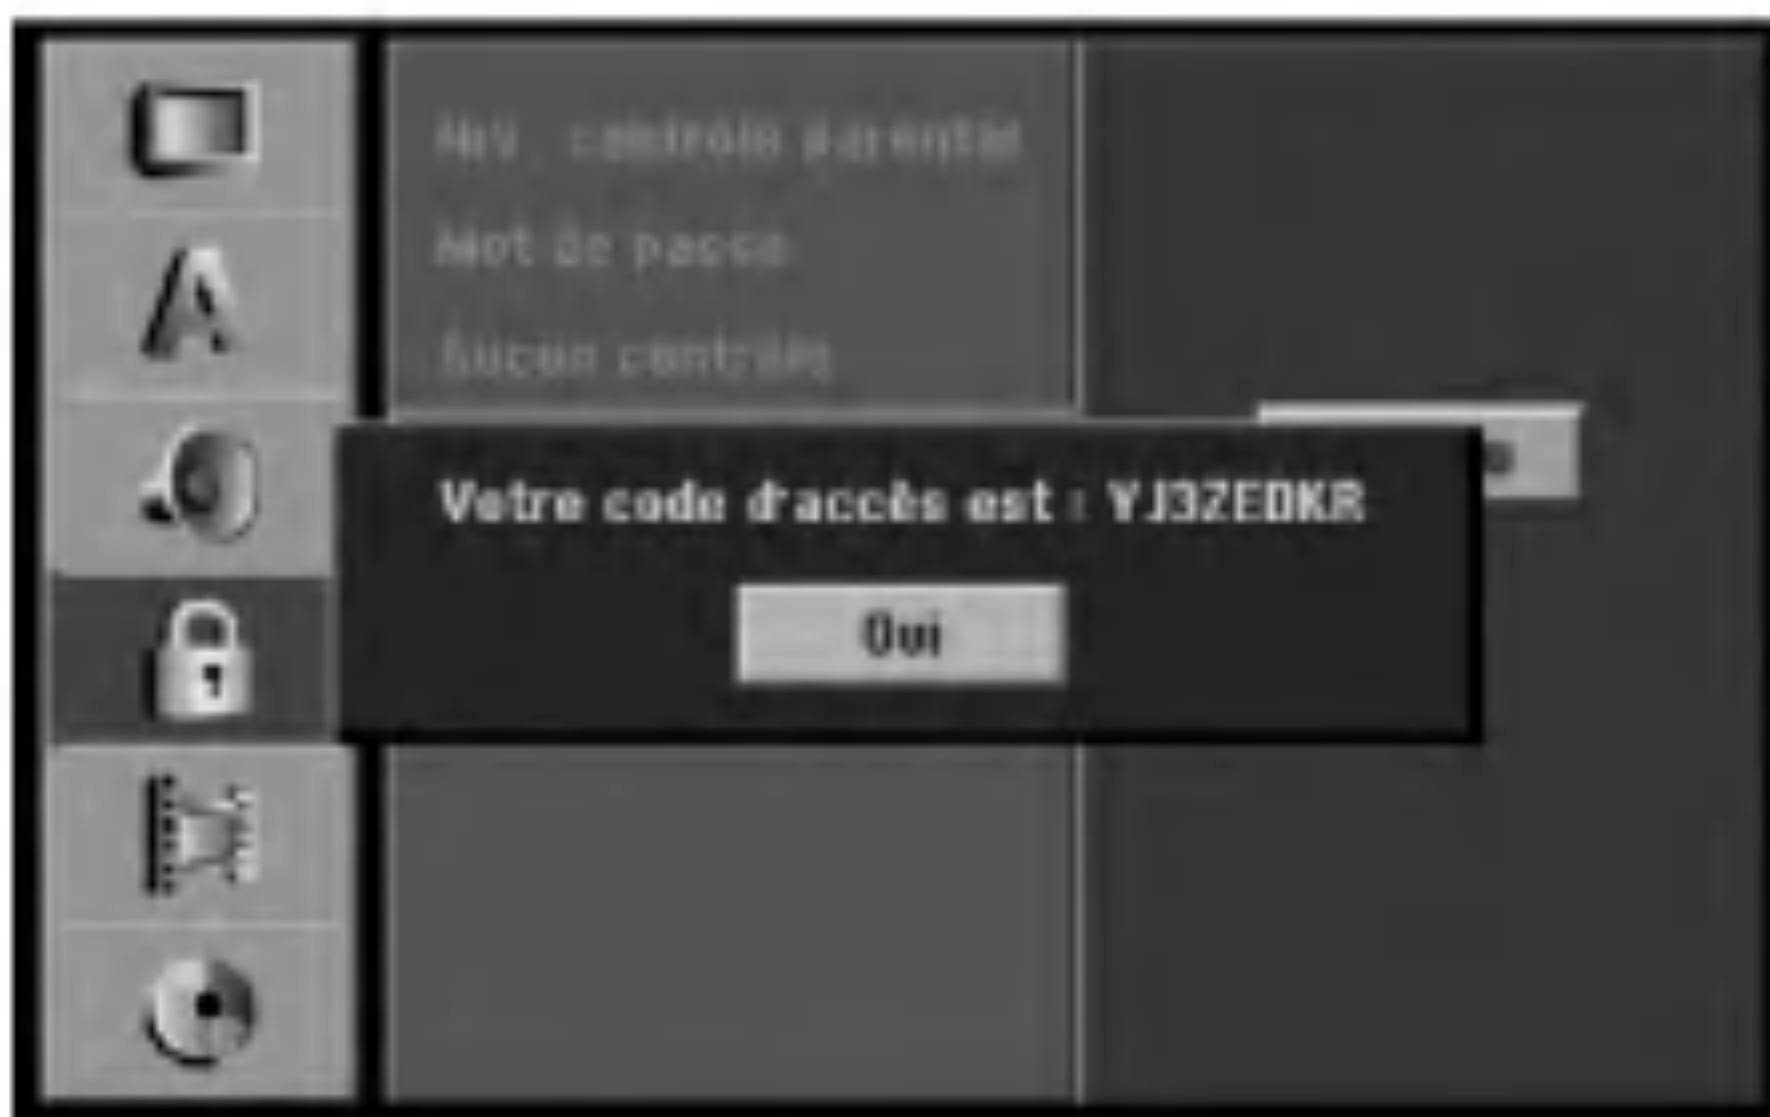 Niv. contrôle parental
Mot de passe
Aucun contrôle
Votre code d'accès est : YJ3ZEDKR
Oui